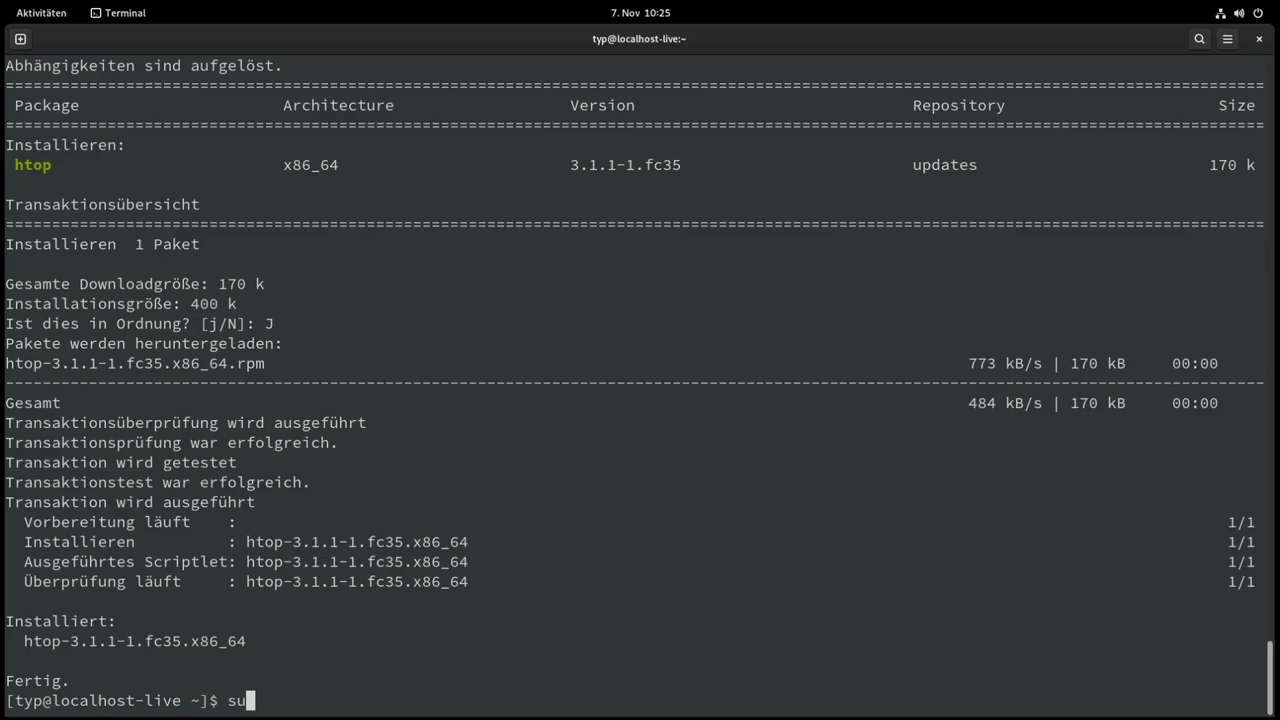 Aktivitäten Terminal 7. Nov 10:25
typ@localhost-live:~
Abhängigkeiten sind aufgelöst.
================================================================================
Package Architecture Version Repository Size
================================================================================
Installieren:
htop x86_64 3.1.1-1.fc35 updates 170 k
Transaktionsübersicht
================================================================================
Installieren 1 Paket
Gesamte Downloadgröße: 170 k
Installationsgröße: 400 k
Ist dies in Ordnung? [j/N]: J
Pakete werden heruntergeladen:
htop-3.1.1-1.fc35.x86_64.rpm 773 kB/s | 170 kB 00:00
--------------------------------------------------------------------------------
Gesamt 484 kB/s | 170 kB 00:00
Transaktionsüberprüfung wird ausgeführt
Transaktionsprüfung war erfolgreich.
Transaktion wird getestet
Transaktionstest war erfolgreich.
Transaktion wird ausgeführt
Vorbereitung läuft : 1/1
Installieren : htop-3.1.1-1.fc35.x86_64 1/1
Ausgeführtes Scriptlet: htop-3.1.1-1.fc35.x86_64 1/1
Überprüfung läuft : htop-3.1.1-1.fc35.x86_64 1/1
Installiert:
htop-3.1.1-1.fc35.x86_64
Fertig.
[typ@localhost-live ~]$ su